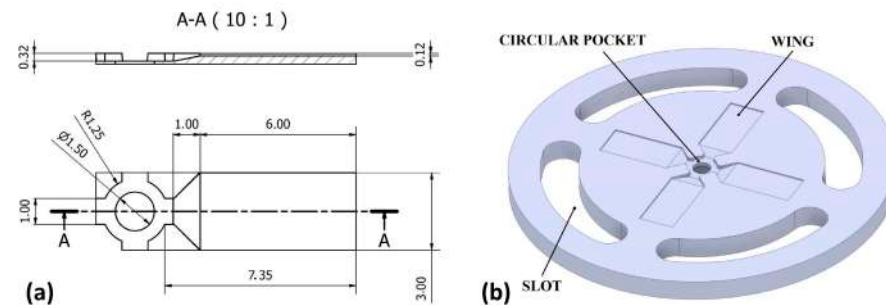 A-A ( 10 : 1 )
0.32
0.12
R1.25
Ø1.50
1.00
6.00
1.00
A
A
7.35
3.00
(a)
CIRCULAR POCKET
WING
SLOT
(b)